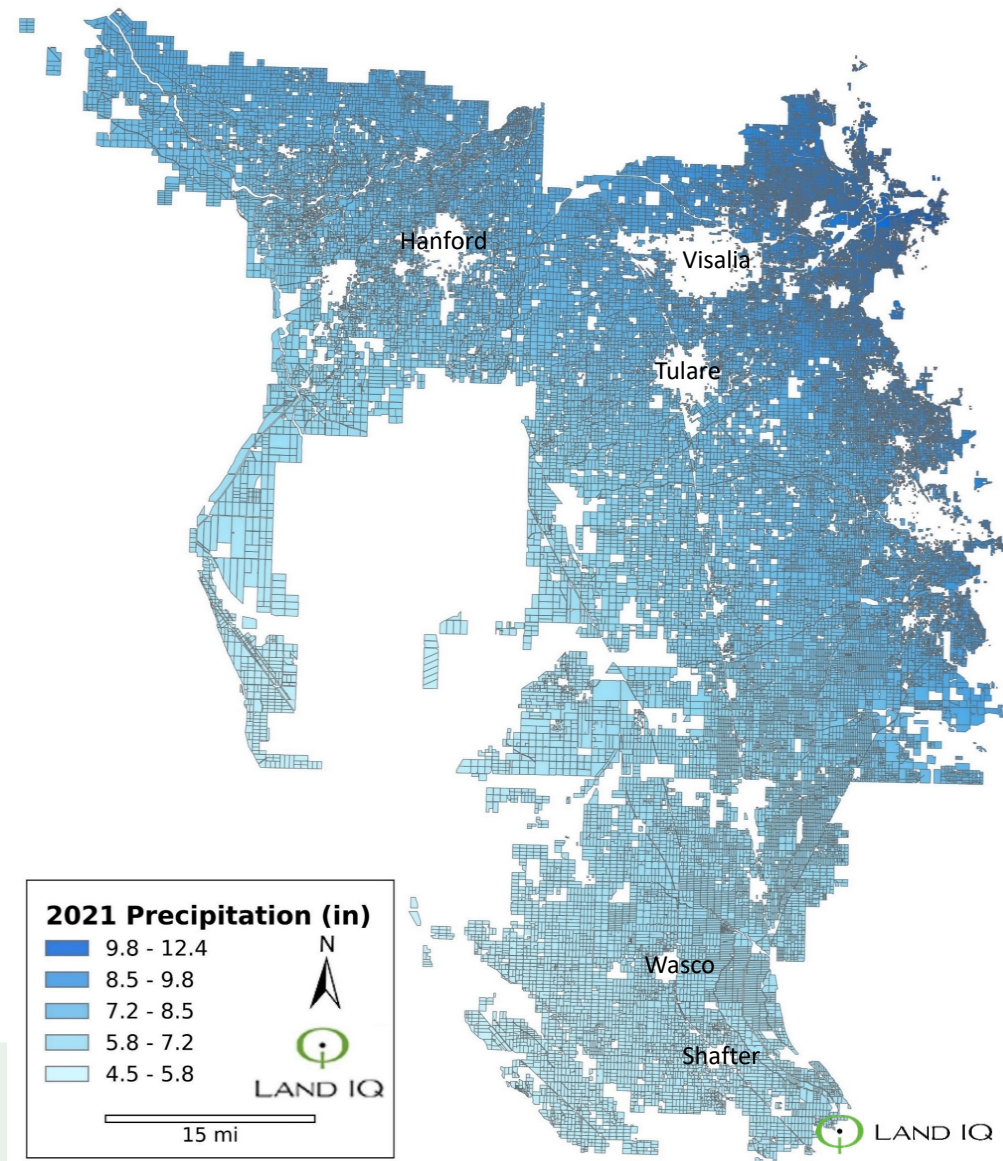 Hanford
Visalia
Tulare
Wasco
Shafter
2021 Precipitation (in)
9.8 - 12.4
8.5 - 9.8
7.2 - 8.5
5.8 - 7.2
4.5 - 5.8
N
LAND IQ
15 mi
LAND IQ